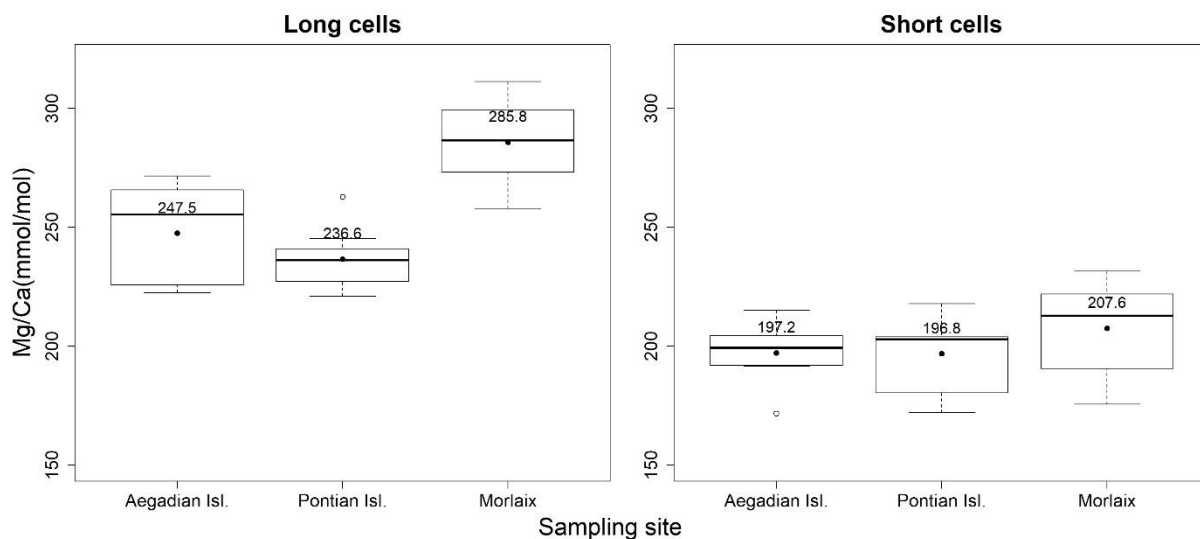 Long cells
Short cells
Mg/Ca(mmol/mol)
300
250
200
150
247.5
236.6
285.8
Aegadian Isl.
Pontian Isl.
Morlaix
300
250
200
150
197.2
196.8
207.6
Aegadian Isl.
Pontian Isl.
Morlaix
Sampling site